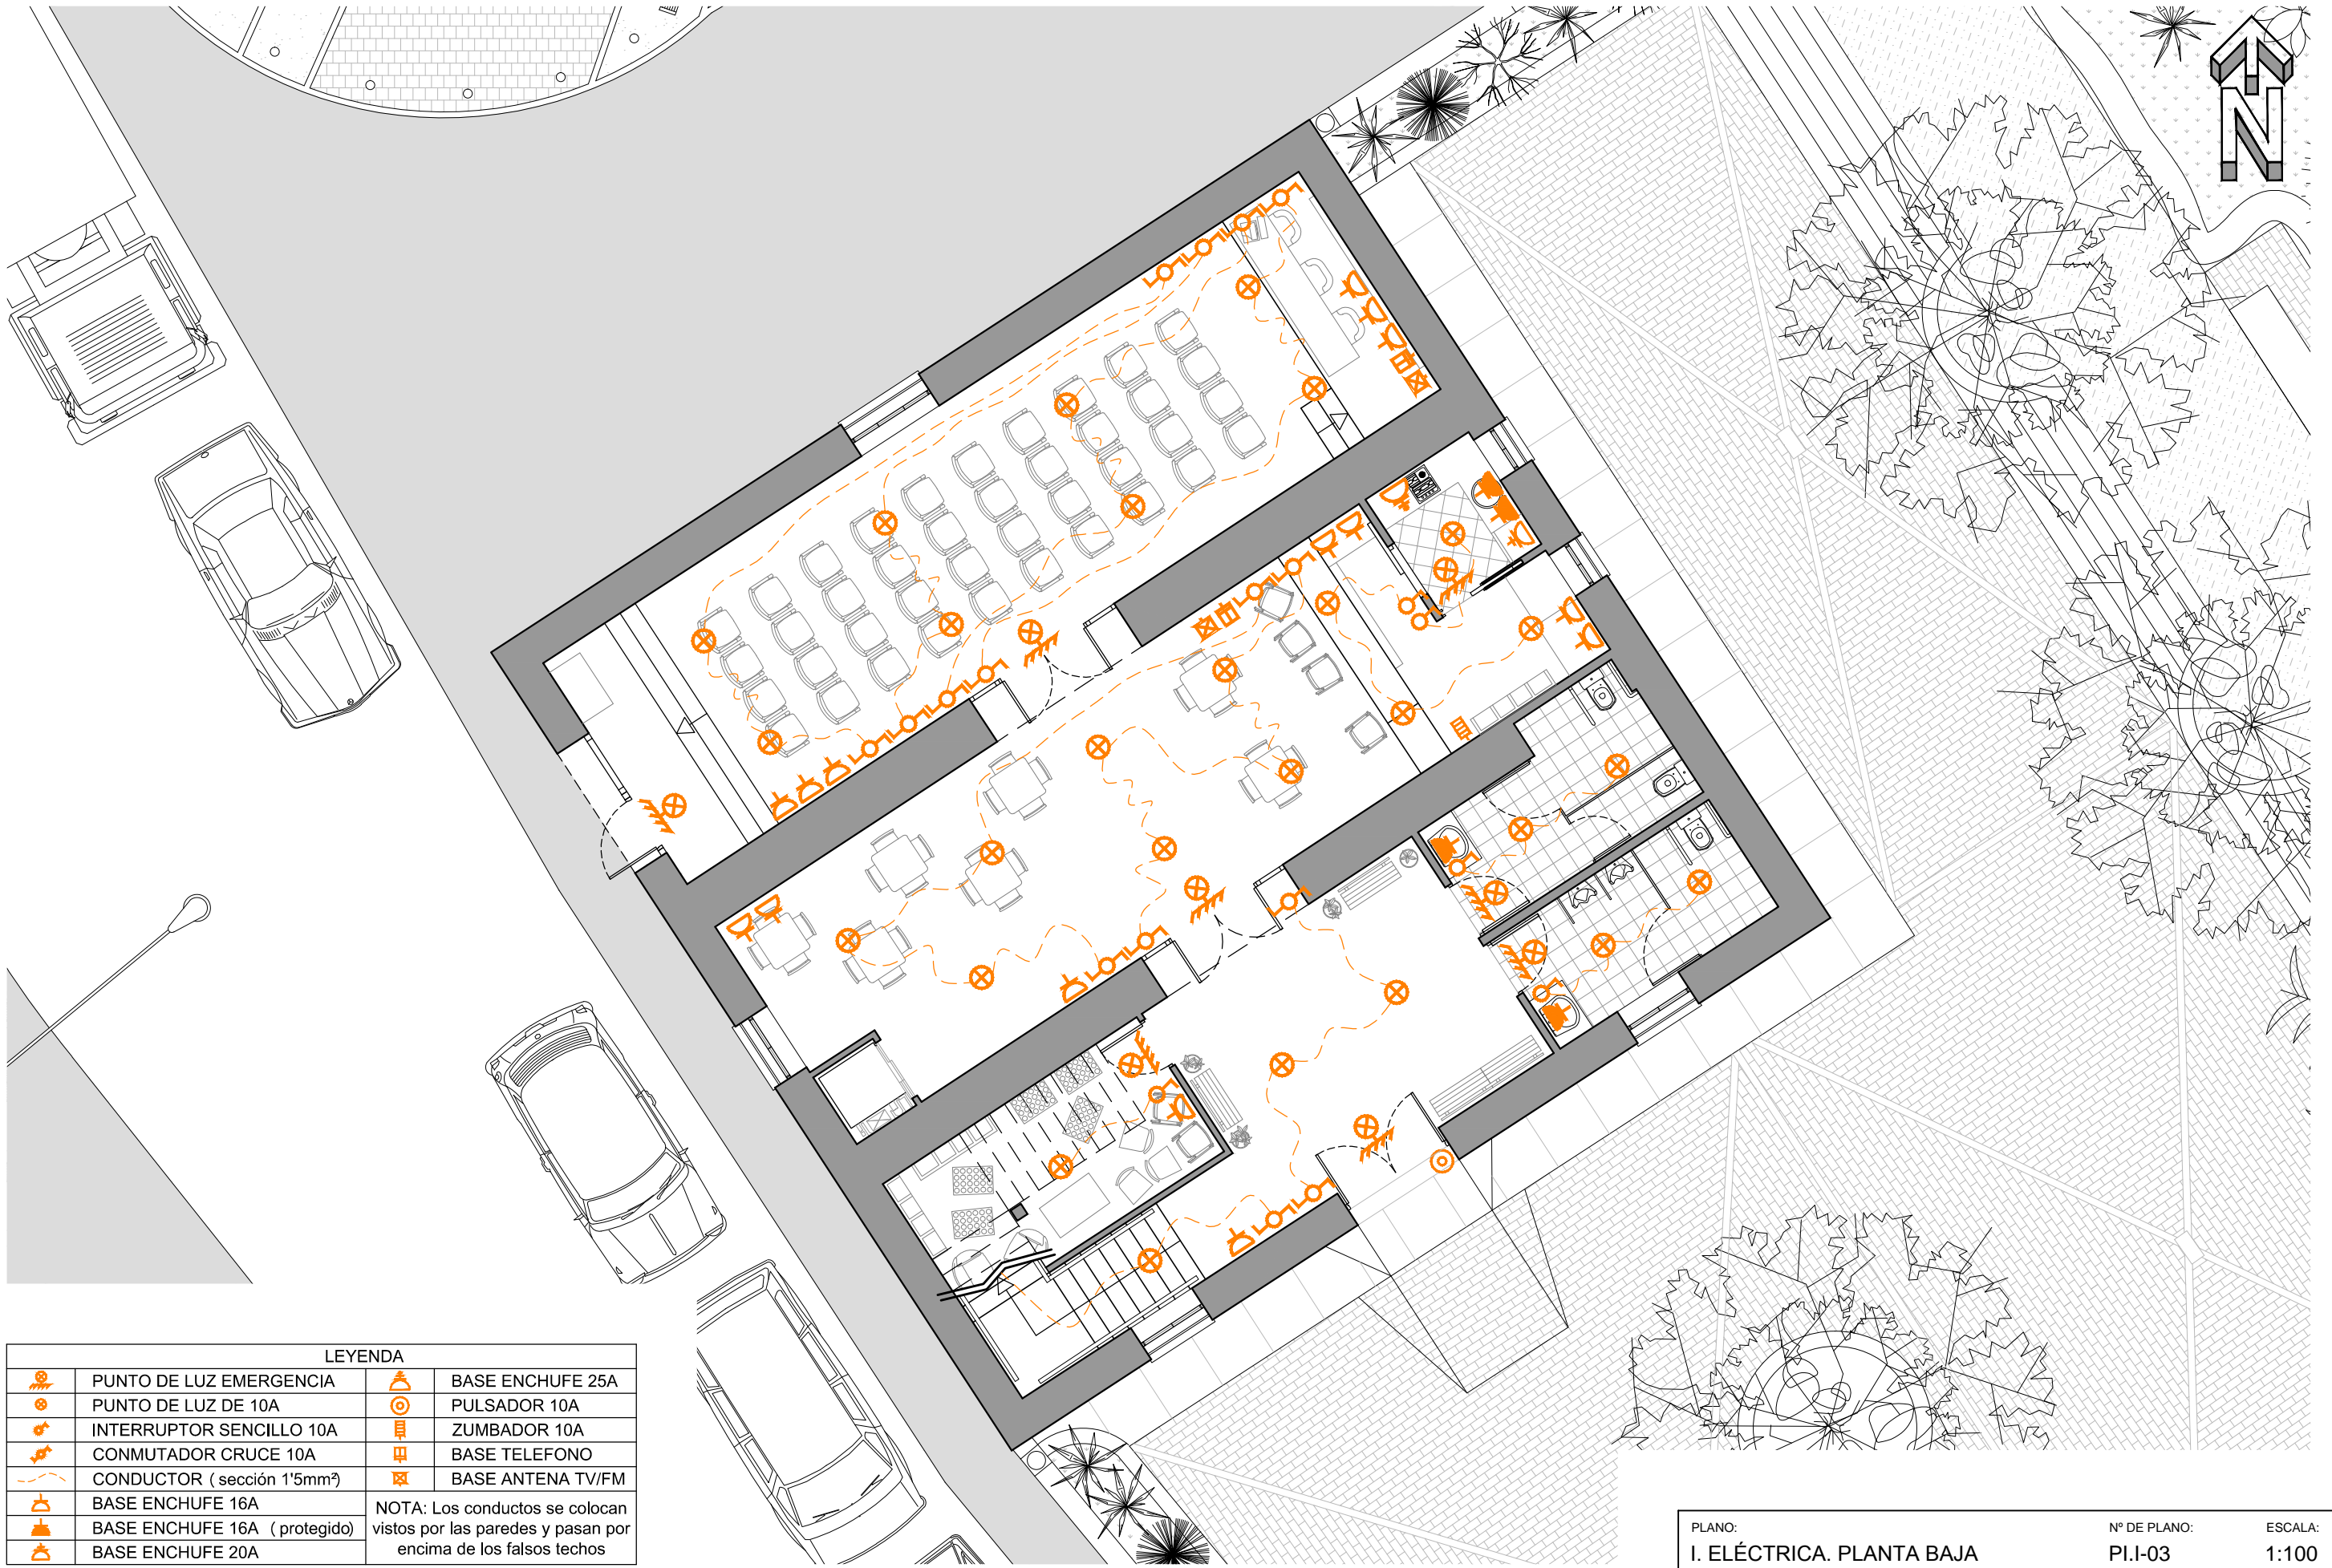 N
LEYENDA
PUNTO DE LUZ EMERGENCIA
BASE ENCHUFE 25A
PUNTO DE LUZ DE 10A
PULSADOR 10A
INTERRUPTOR SENCILLO 10A
ZUMBADOR 10A
CONMUTADOR CRUCE 10A
BASE TELEFONO
CONDUCTOR ( sección 1'5mm²)
BASE ANTENA TV/FM
BASE ENCHUFE 16A
BASE ENCHUFE 16A ( protegido)
BASE ENCHUFE 20A
NOTA: Los conductos se colocan
vistos por las paredes y pasan por
encima de los falsos techos
PLANO:
Nº DE PLANO:
ESCALA:
I. ELÉCTRICA. PLANTA BAJA
PI.I-03
1:100